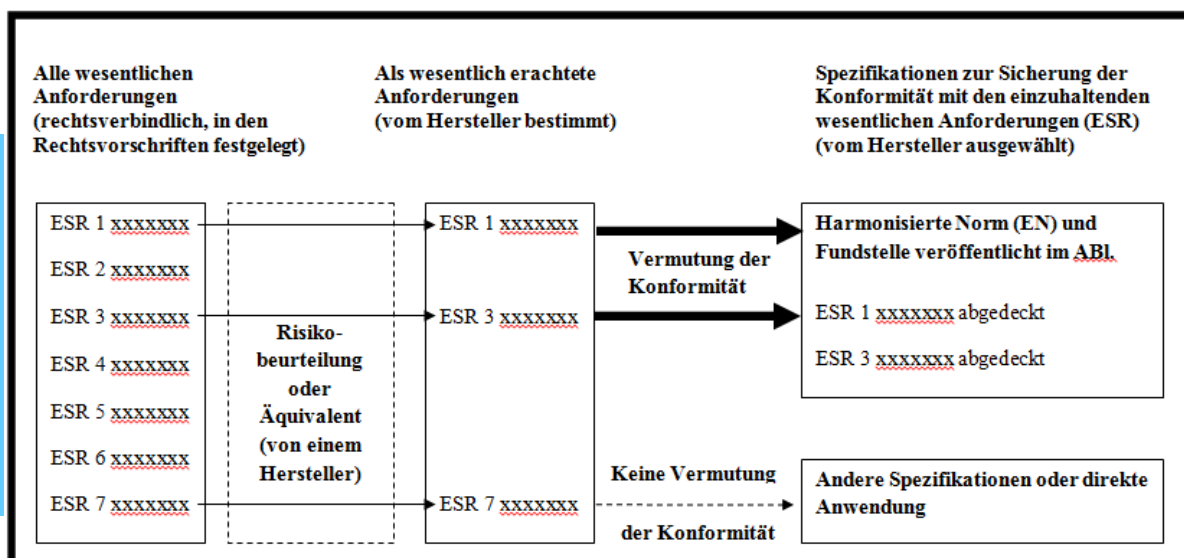 Alle wesentlichen
Anforderungen
(rechtsverbindlich, in den
Rechtsvorschriften festgelegt)
Als wesentlich erachtete
Anforderungen
(vom Hersteller bestimmt)
Spezifikationen zur Sicherung der
Konformität mit den einzuhaltenden
wesentlichen Anforderungen (ESR)
(vom Hersteller ausgewählt)
ESR 1 xxxxxxx
ESR 2 xxxxxxx
ESR 3 xxxxxxx
ESR 4 xxxxxxx
ESR 5 xxxxxxx
ESR 6 xxxxxxx
ESR 7 xxxxxxx
Risiko-
beurteilung
oder
Äquivalent
(von einem
Hersteller)
ESR 1 xxxxxxx
ESR 3 xxxxxxx
ESR 7 xxxxxxx
Vermutung der
Konformität
Keine Vermutung
der Konformität
Harmonisierte Norm (EN) und
Fundstelle veröffentlicht im ABl.
ESR 1 xxxxxxx abgedeckt
ESR 3 xxxxxxx abgedeckt
Andere Spezifikationen oder direkte
Anwendung